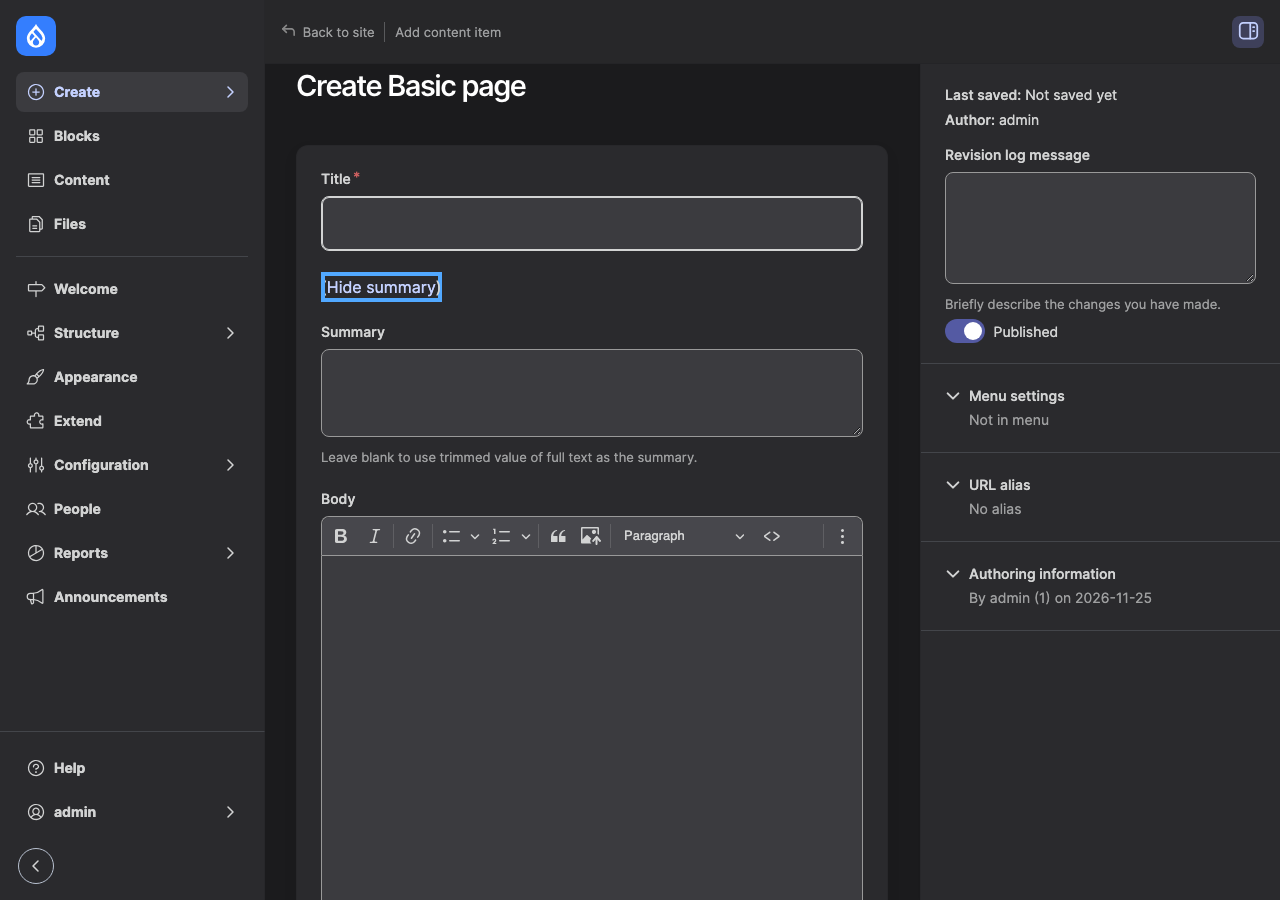 Back to site
Add content item
Create
Blocks
Content
Files
Welcome
Structure
Appearance
Extend
Configuration
People
Reports
Announcements
Help
admin
Create Basic page
Title*
(Hide summary)
Summary
Leave blank to use trimmed value of full text as the summary.
Body
Paragraph
Last saved: Not saved yet
Author: admin
Revision log message
Briefly describe the changes you have made.
Published
Menu settings
Not in menu
URL alias
No alias
Authoring information
By admin (1) on 2026-11-25